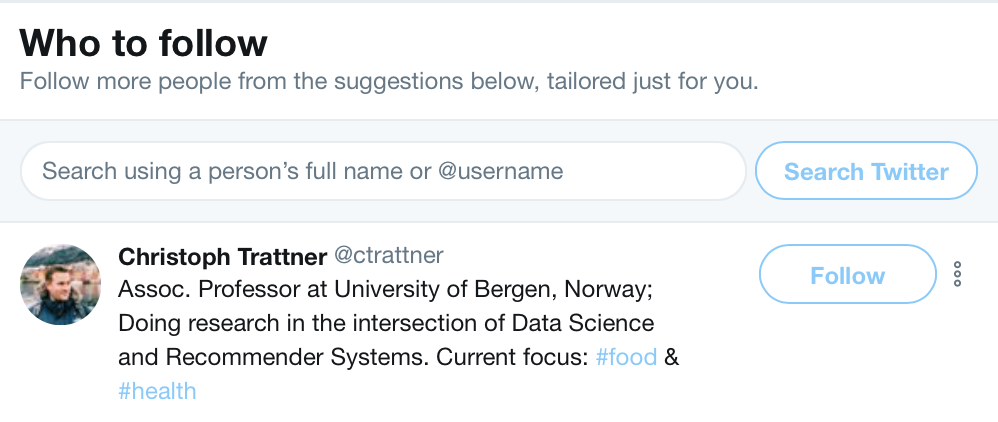 Who to follow
Follow more people from the suggestions below, tailored just for you.
Search using a person’s full name or @username
Search Twitter
Christoph Trattner @ctrattner
Follow
Assoc. Professor at University of Bergen, Norway;
Doing research in the intersection of Data Science
and Recommender Systems. Current focus: #food &
#health